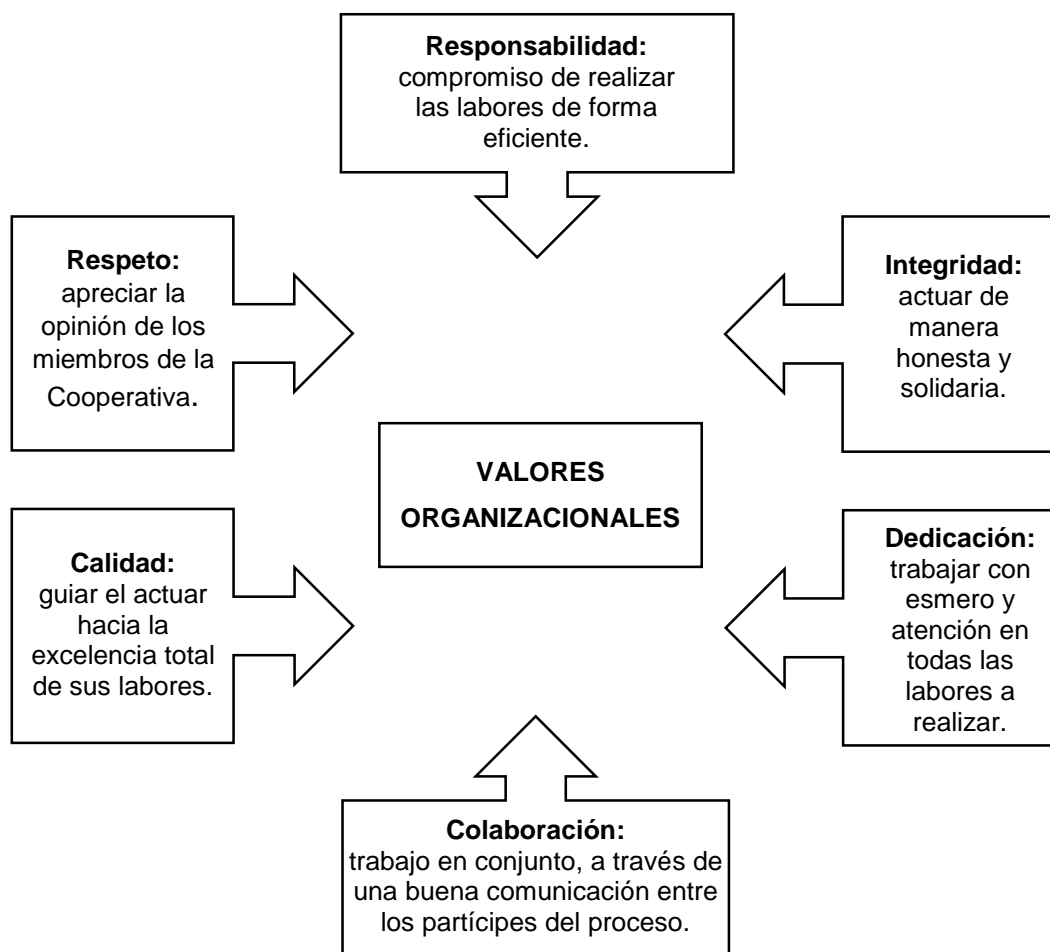 Responsabilidad:
compromiso de realizar
las labores de forma
eficiente.
Respeto:
apreciar la
opinión de los
miembros de la
Cooperativa.
Integridad:
actuar de
manera
honesta y
solidaria.
VALORES
ORGANIZACIONALES
Calidad:
guiar el actuar
hacia la
excelencia total
de sus labores.
Dedicación:
trabajar con
esmero y
atención en
todas las
labores a
realizar.
Colaboración:
trabajo en conjunto, a través de
una buena comunicación entre
los partícipes del proceso.